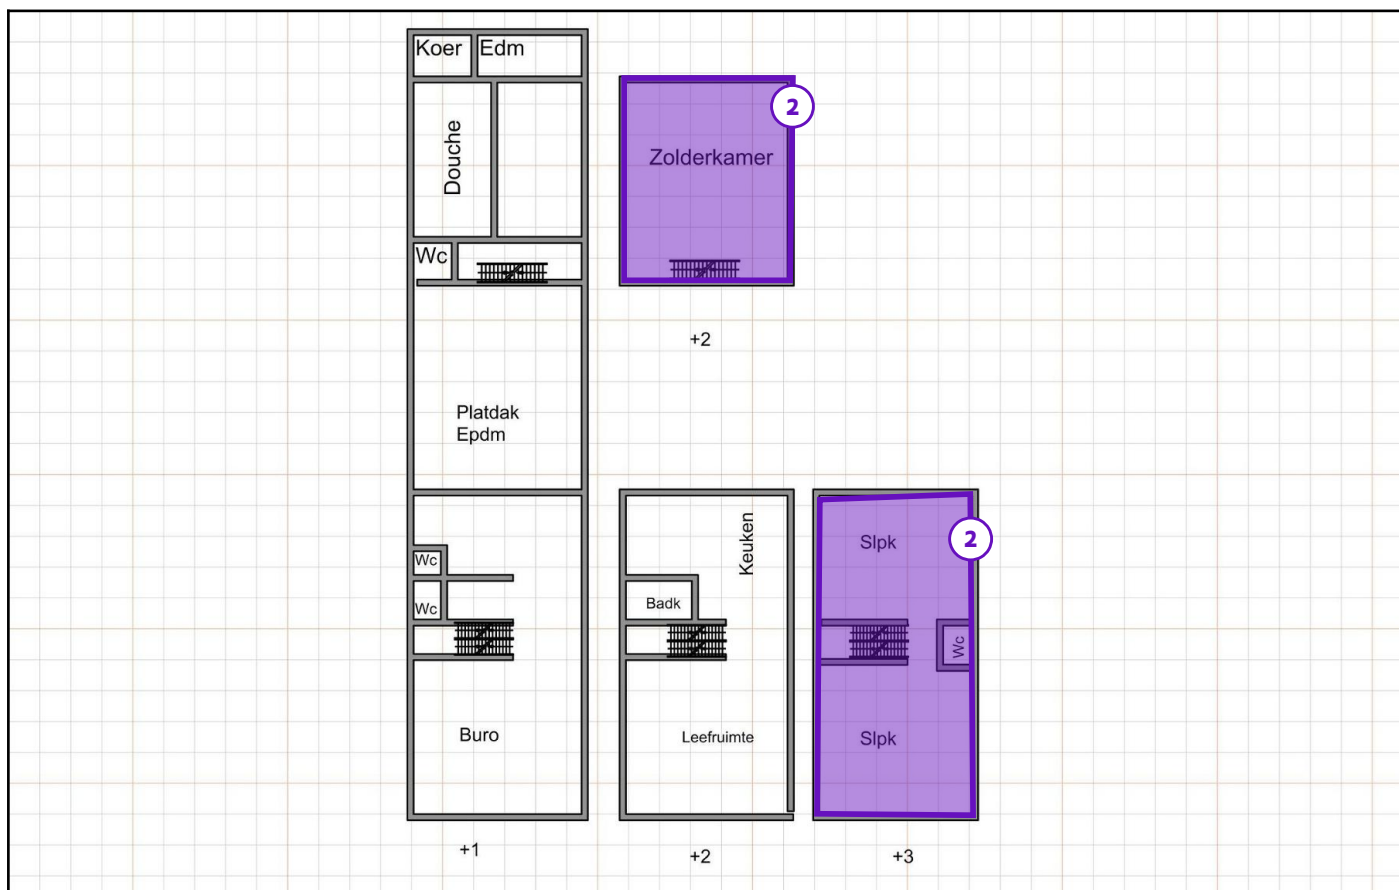 Koer Edm
Douche
Wc
Platdak
Epdm
Wc
Wc
Buro
+1
Zolderkamer
2
+2
Keuken
Badk
Leefruimte
+2
Slpk
2
Wc
Slpk
+3